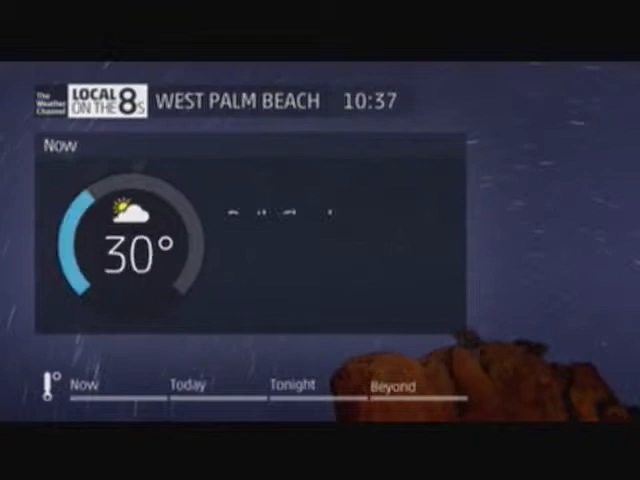 The
Weather
Channel
LOCAL
ON THE 8s
WEST PALM BEACH 10:37
Now
30°
Now Today Tonight Beyond